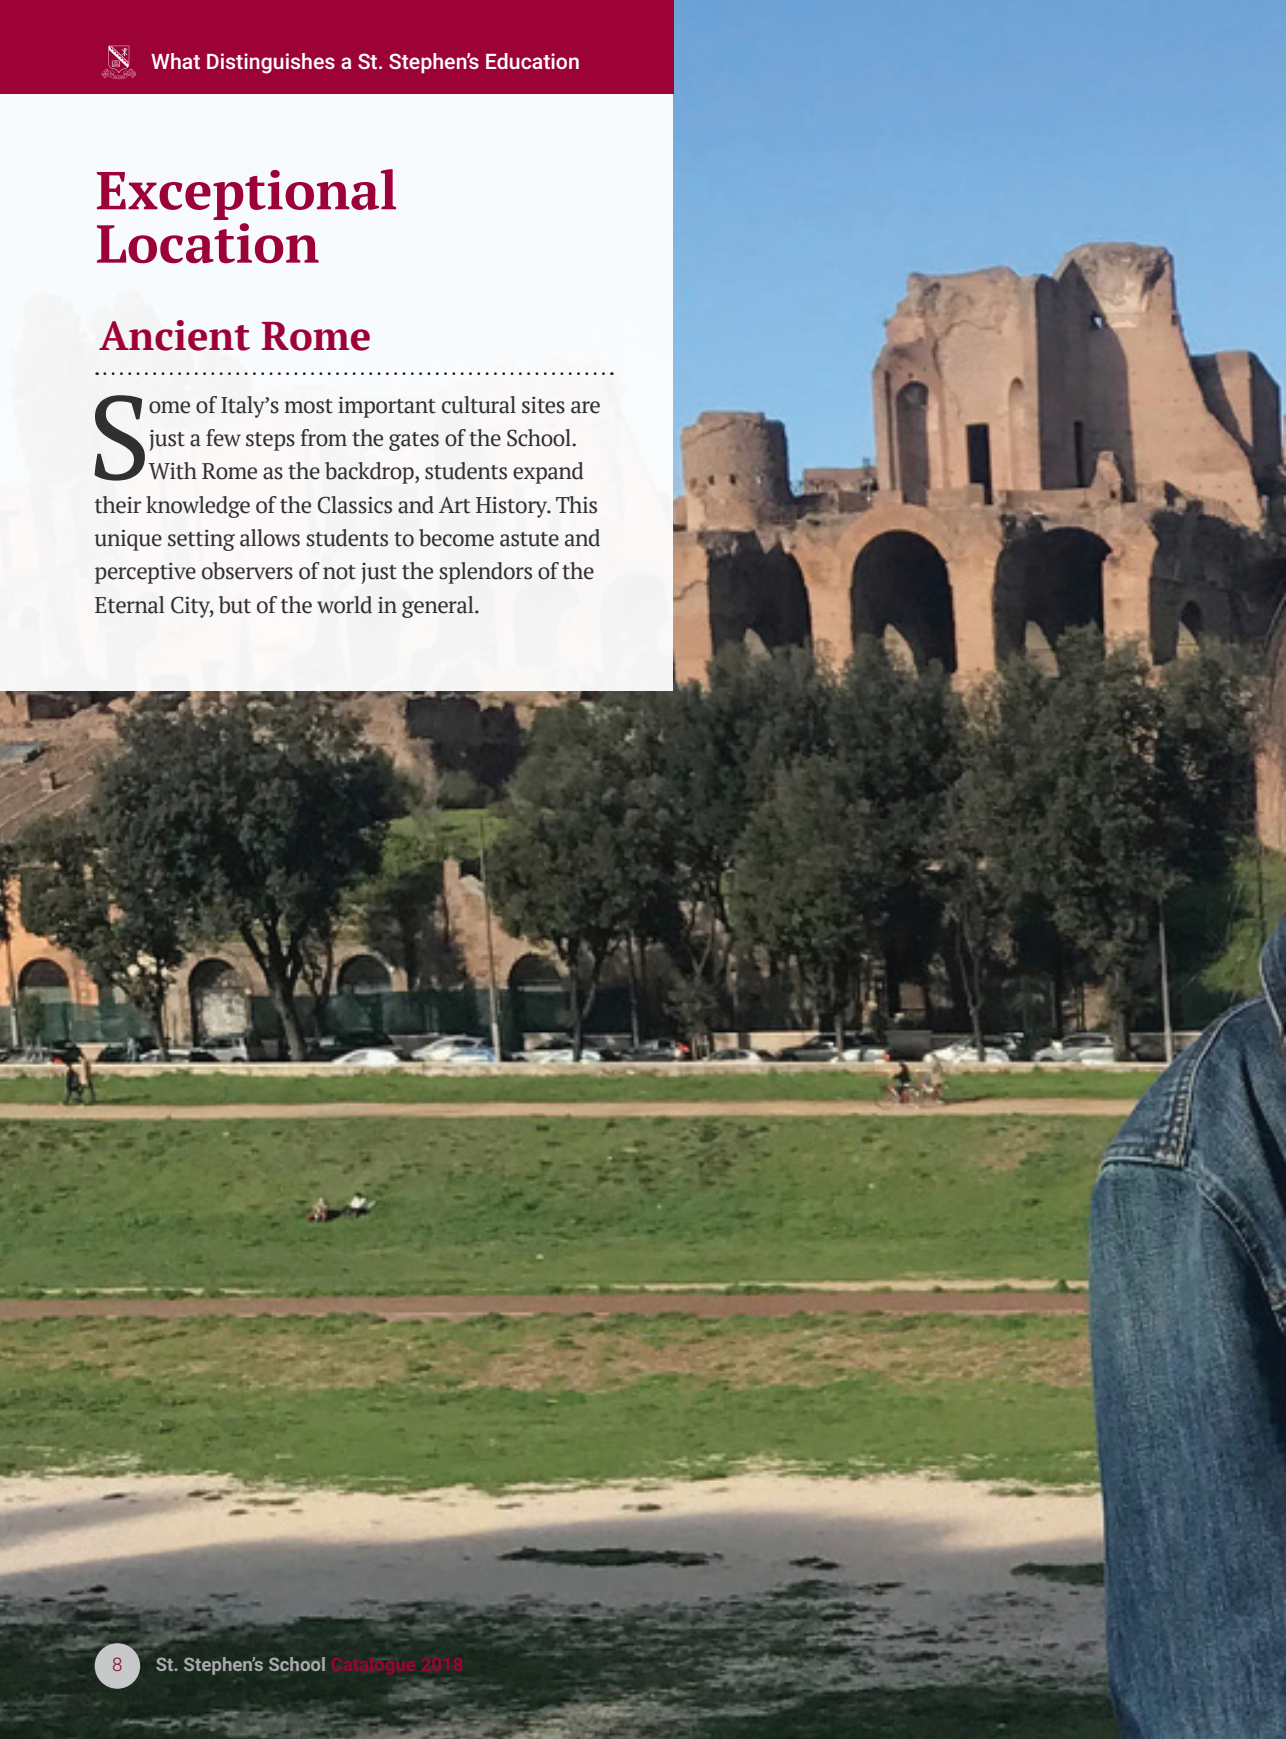 What Distinguishes a St. Stephen’s Education
Exceptional
Location
Ancient Rome
Some of Italy’s most important cultural sites are
just a few steps from the gates of the School.
With Rome as the backdrop, students expand
their knowledge of the Classics and Art History. This
unique setting allows students to become astute and
perceptive observers of not just the splendors of the
Eternal City, but of the world in general.
8 St. Stephen’s School Catalogue 2018